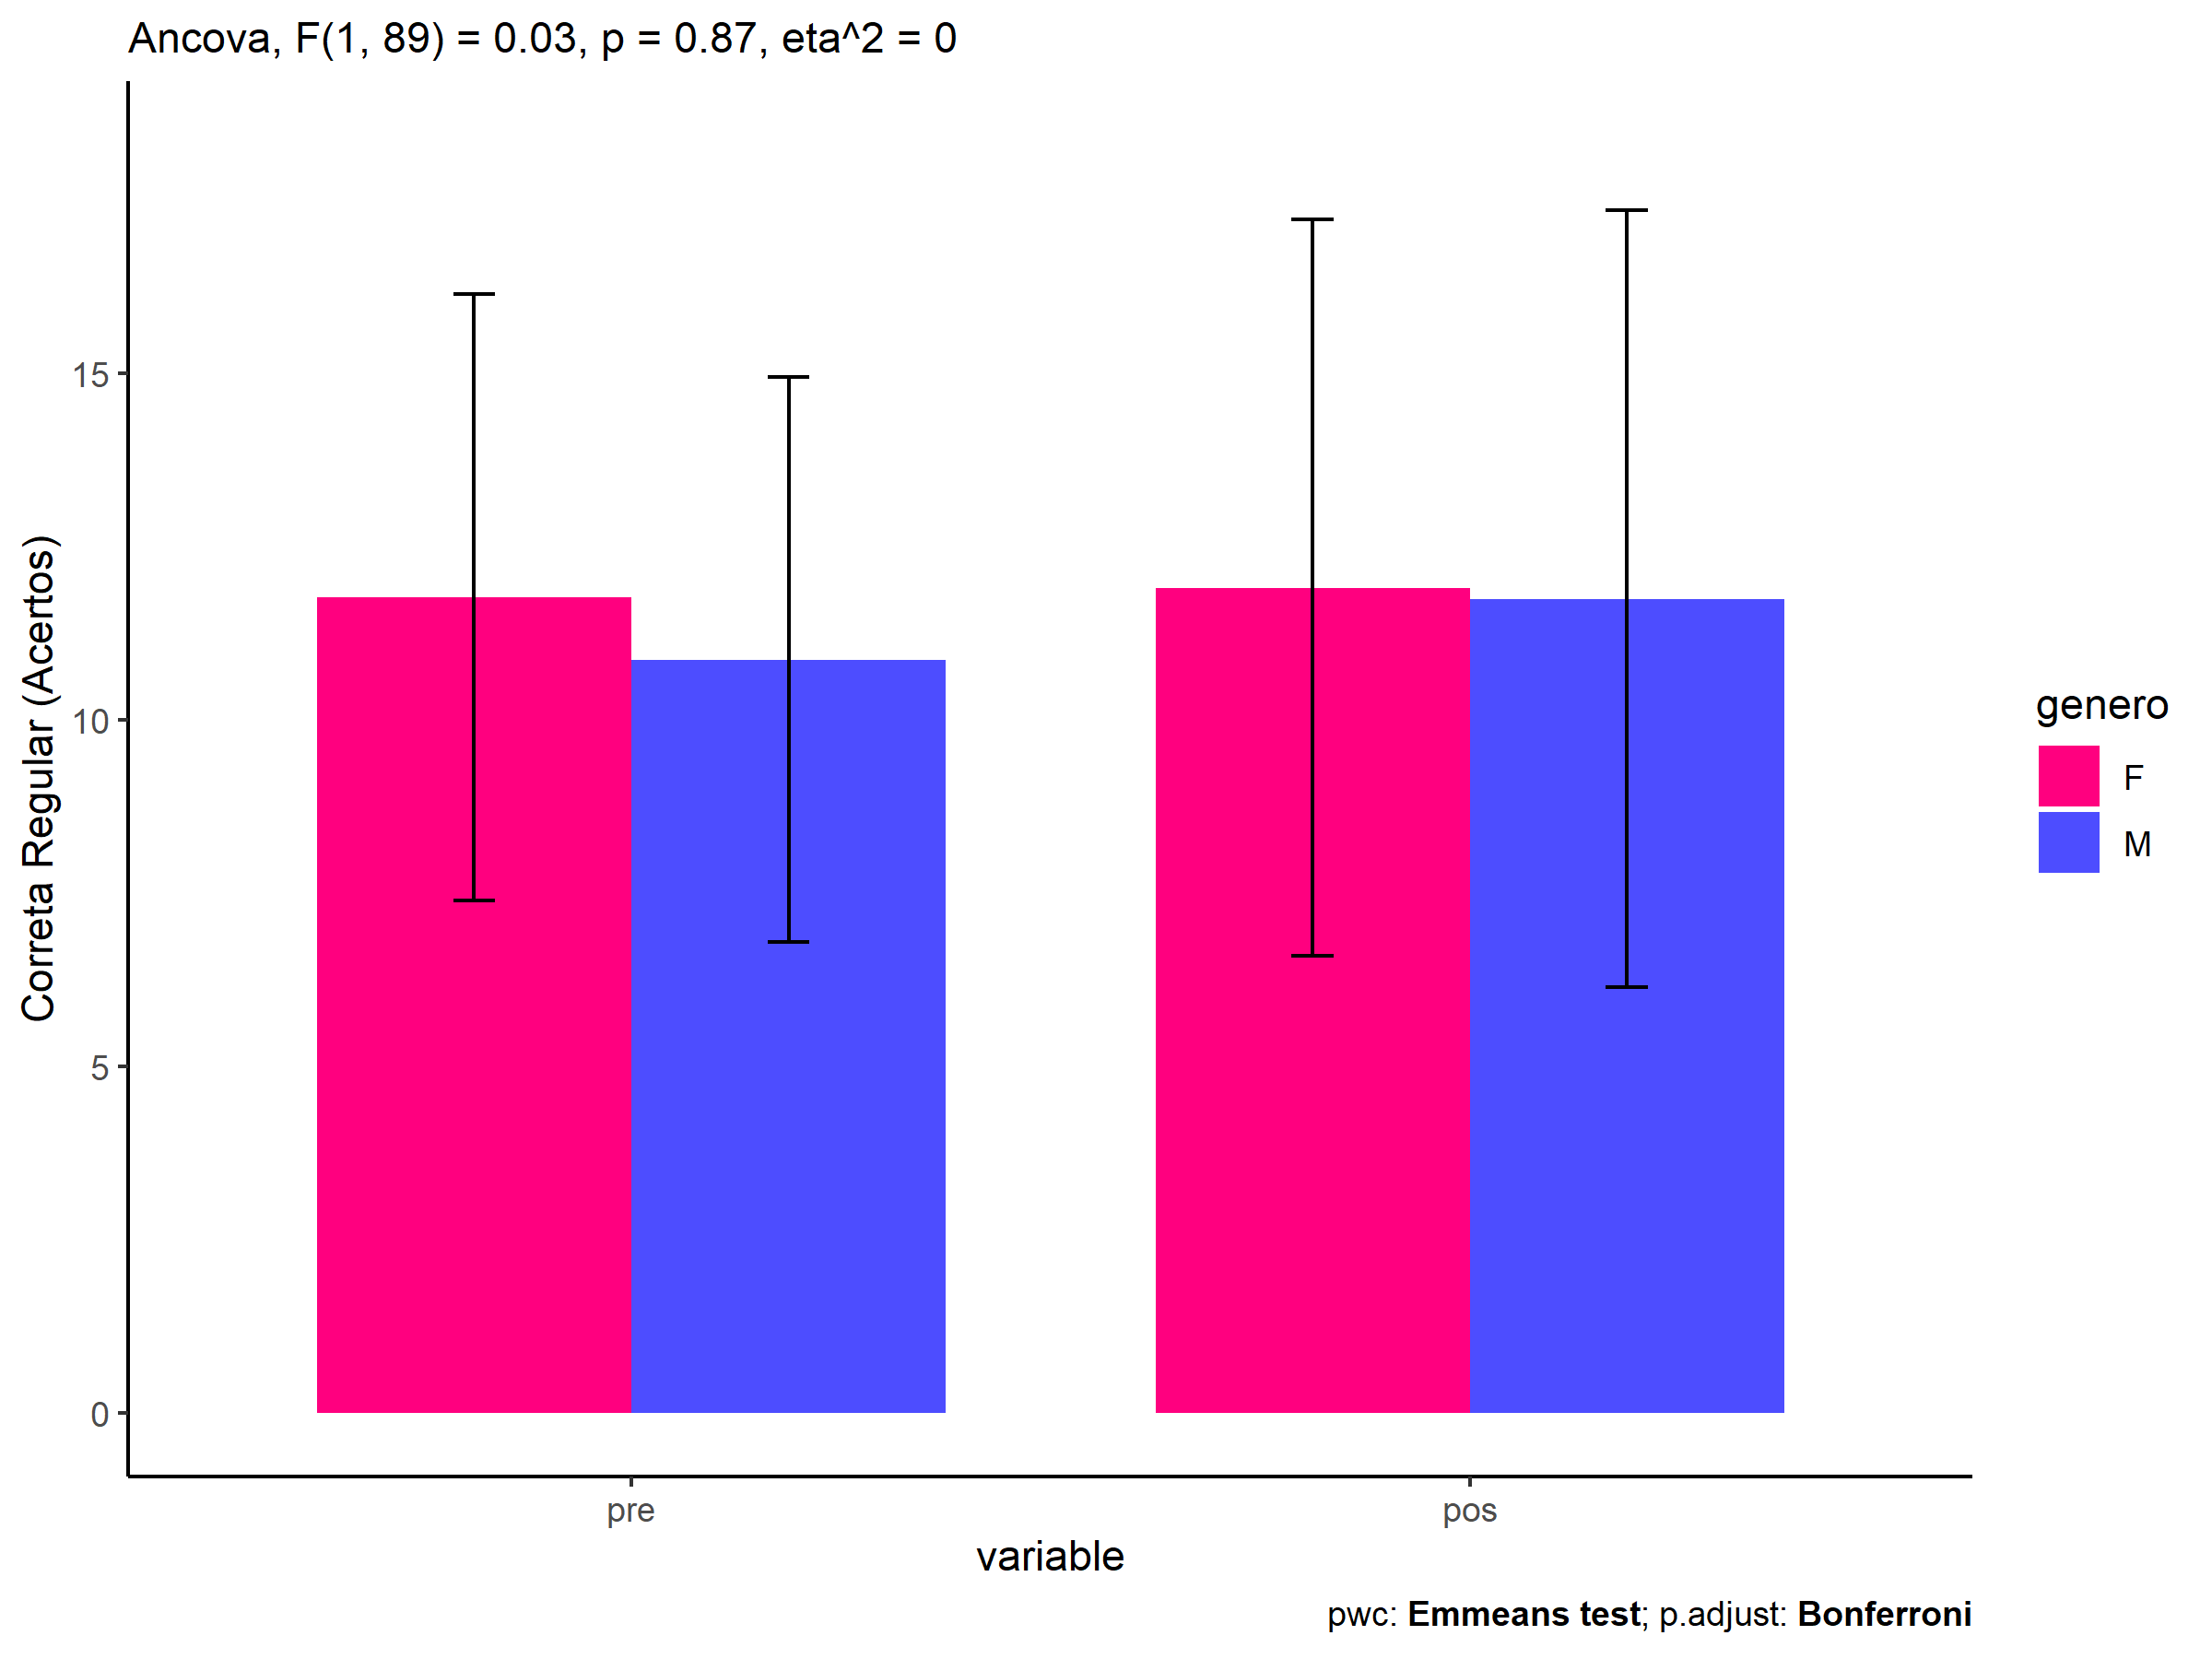 Ancova, F(1, 89) = 0.03, p = 0.87, eta^2 = 0
Correta Regular (Acertos)
15
10
5
0
pre
pos
variable
genero
F
M
pwc: Emmeans test; p.adjust: Bonferroni